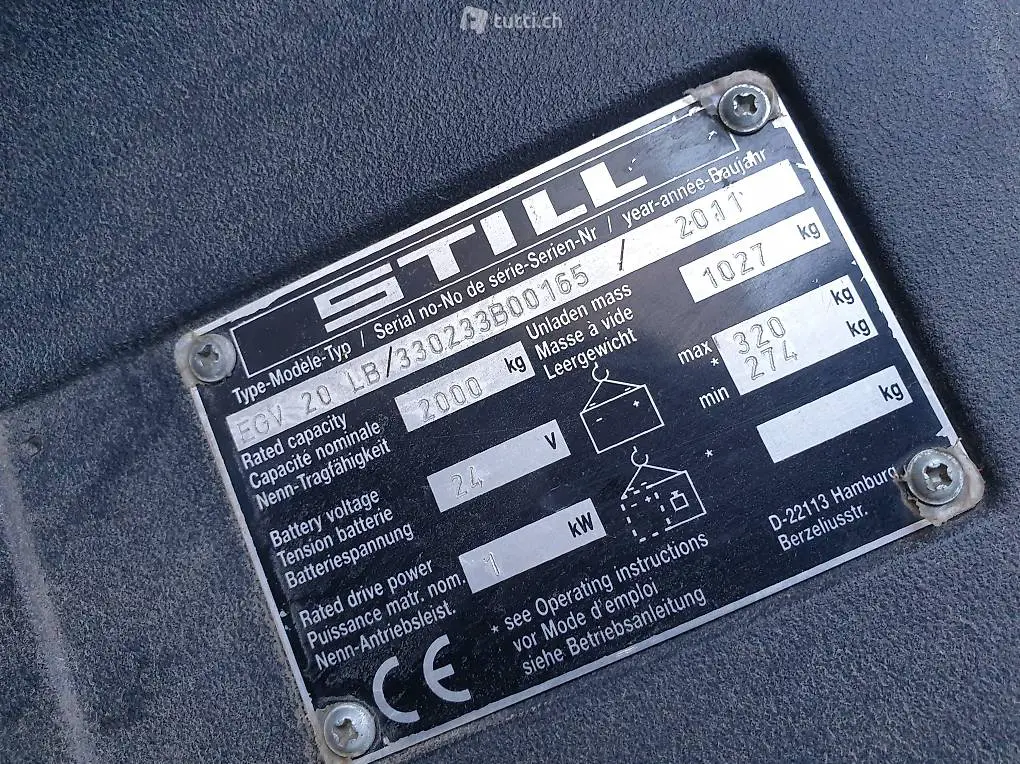 tutti.ch
STILL
Type-Modèle-Typ / Serial no-No de série-Serien-Nr / year-année-Baujahr
EGV 20 LB/330233B00165 / 2011
Rated capacity
Capacité nominale
Nenn-Tragfähigkeit
2000 kg
Unladen mass
Masse à vide
Leergewicht
1027 kg
Battery voltage
Tension batterie
Batteriespannung
24 V
max 320 kg
*
min 274 kg
Rated drive power
Puissance matr. nom.
Nenn-Antriebsleist.
1 kW
*
kg
* see Operating instructions
vor Mode d'emploi
siehe Betriebsanleitung
D-22113 Hamburg
Berzeliusstr.
CE